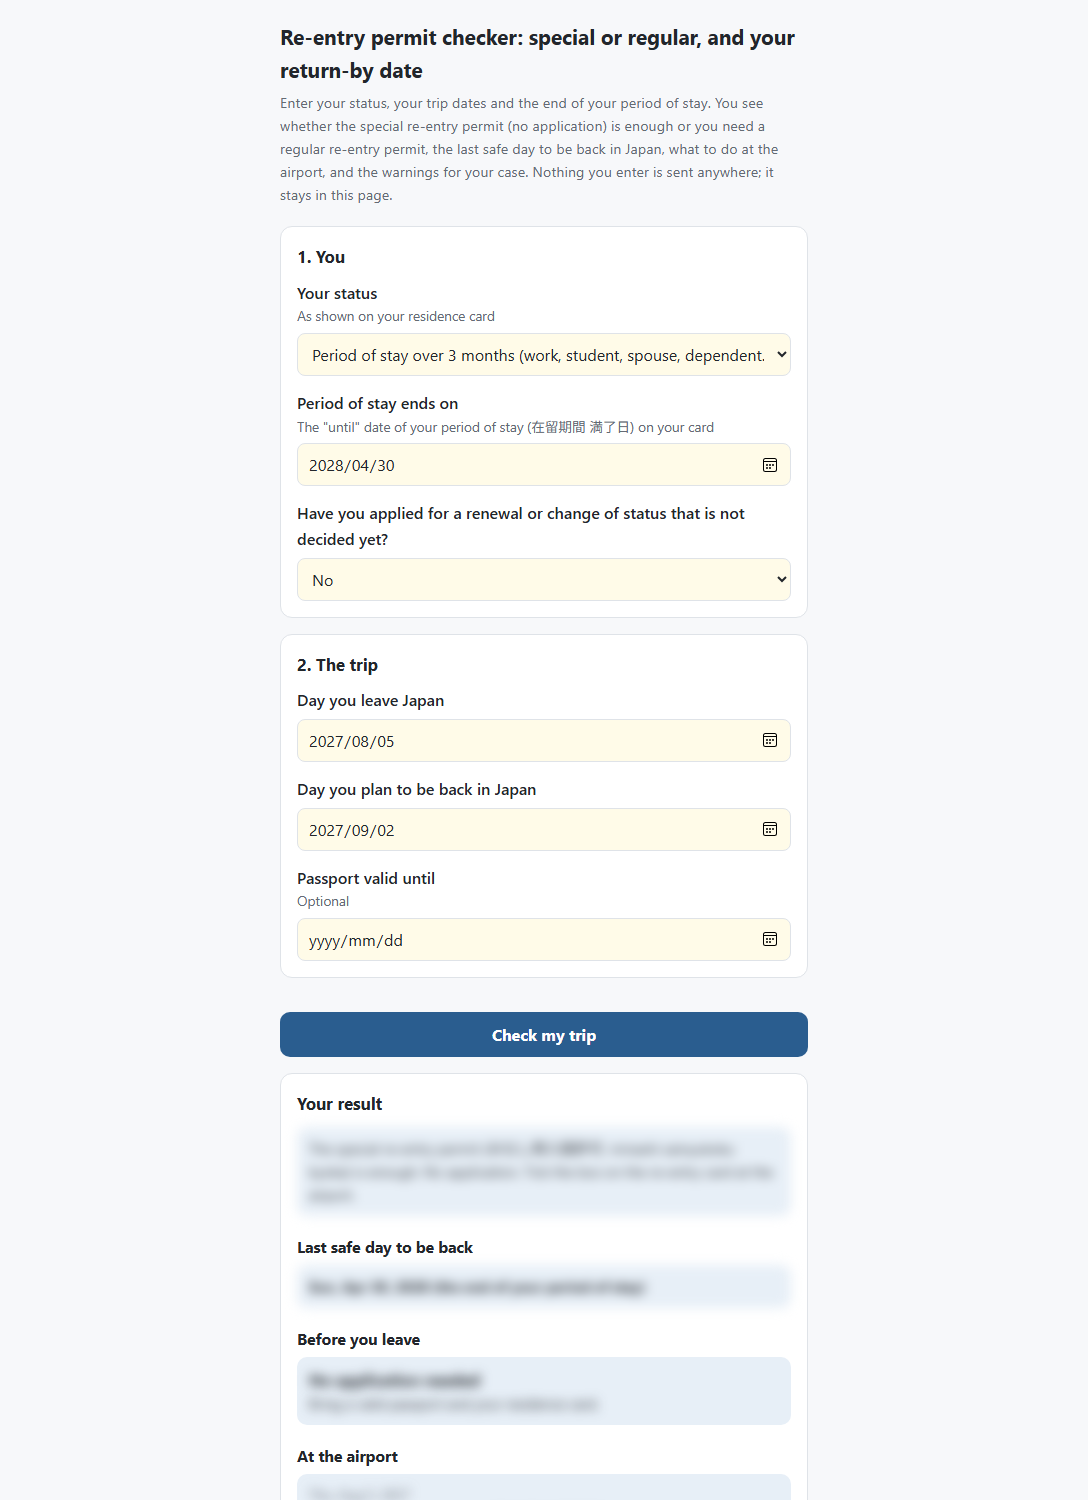 Re-entry permit checker: special or regular, and your
return-by date
Enter your status, your trip dates and the end of your period of stay. You see
whether the special re-entry permit (no application) is enough or you need a
regular re-entry permit, the last safe day to be back in Japan, what to do at the
airport, and the warnings for your case. Nothing you enter is sent anywhere; it
stays in this page.
1. You
Your status
As shown on your residence card
Period of stay over 3 months (work, student, spouse, dependent.
Period of stay ends on
The "until" date of your period of stay (在留期間 満了日) on your card
2028/04/30
Have you applied for a renewal or change of status that is not
decided yet?
No
2. The trip
Day you leave Japan
2027/08/05
Day you plan to be back in Japan
2027/09/02
Passport valid until
Optional
yyyy/mm/dd
Check my trip
Your result
Last safe day to be back
Before you leave
At the airport